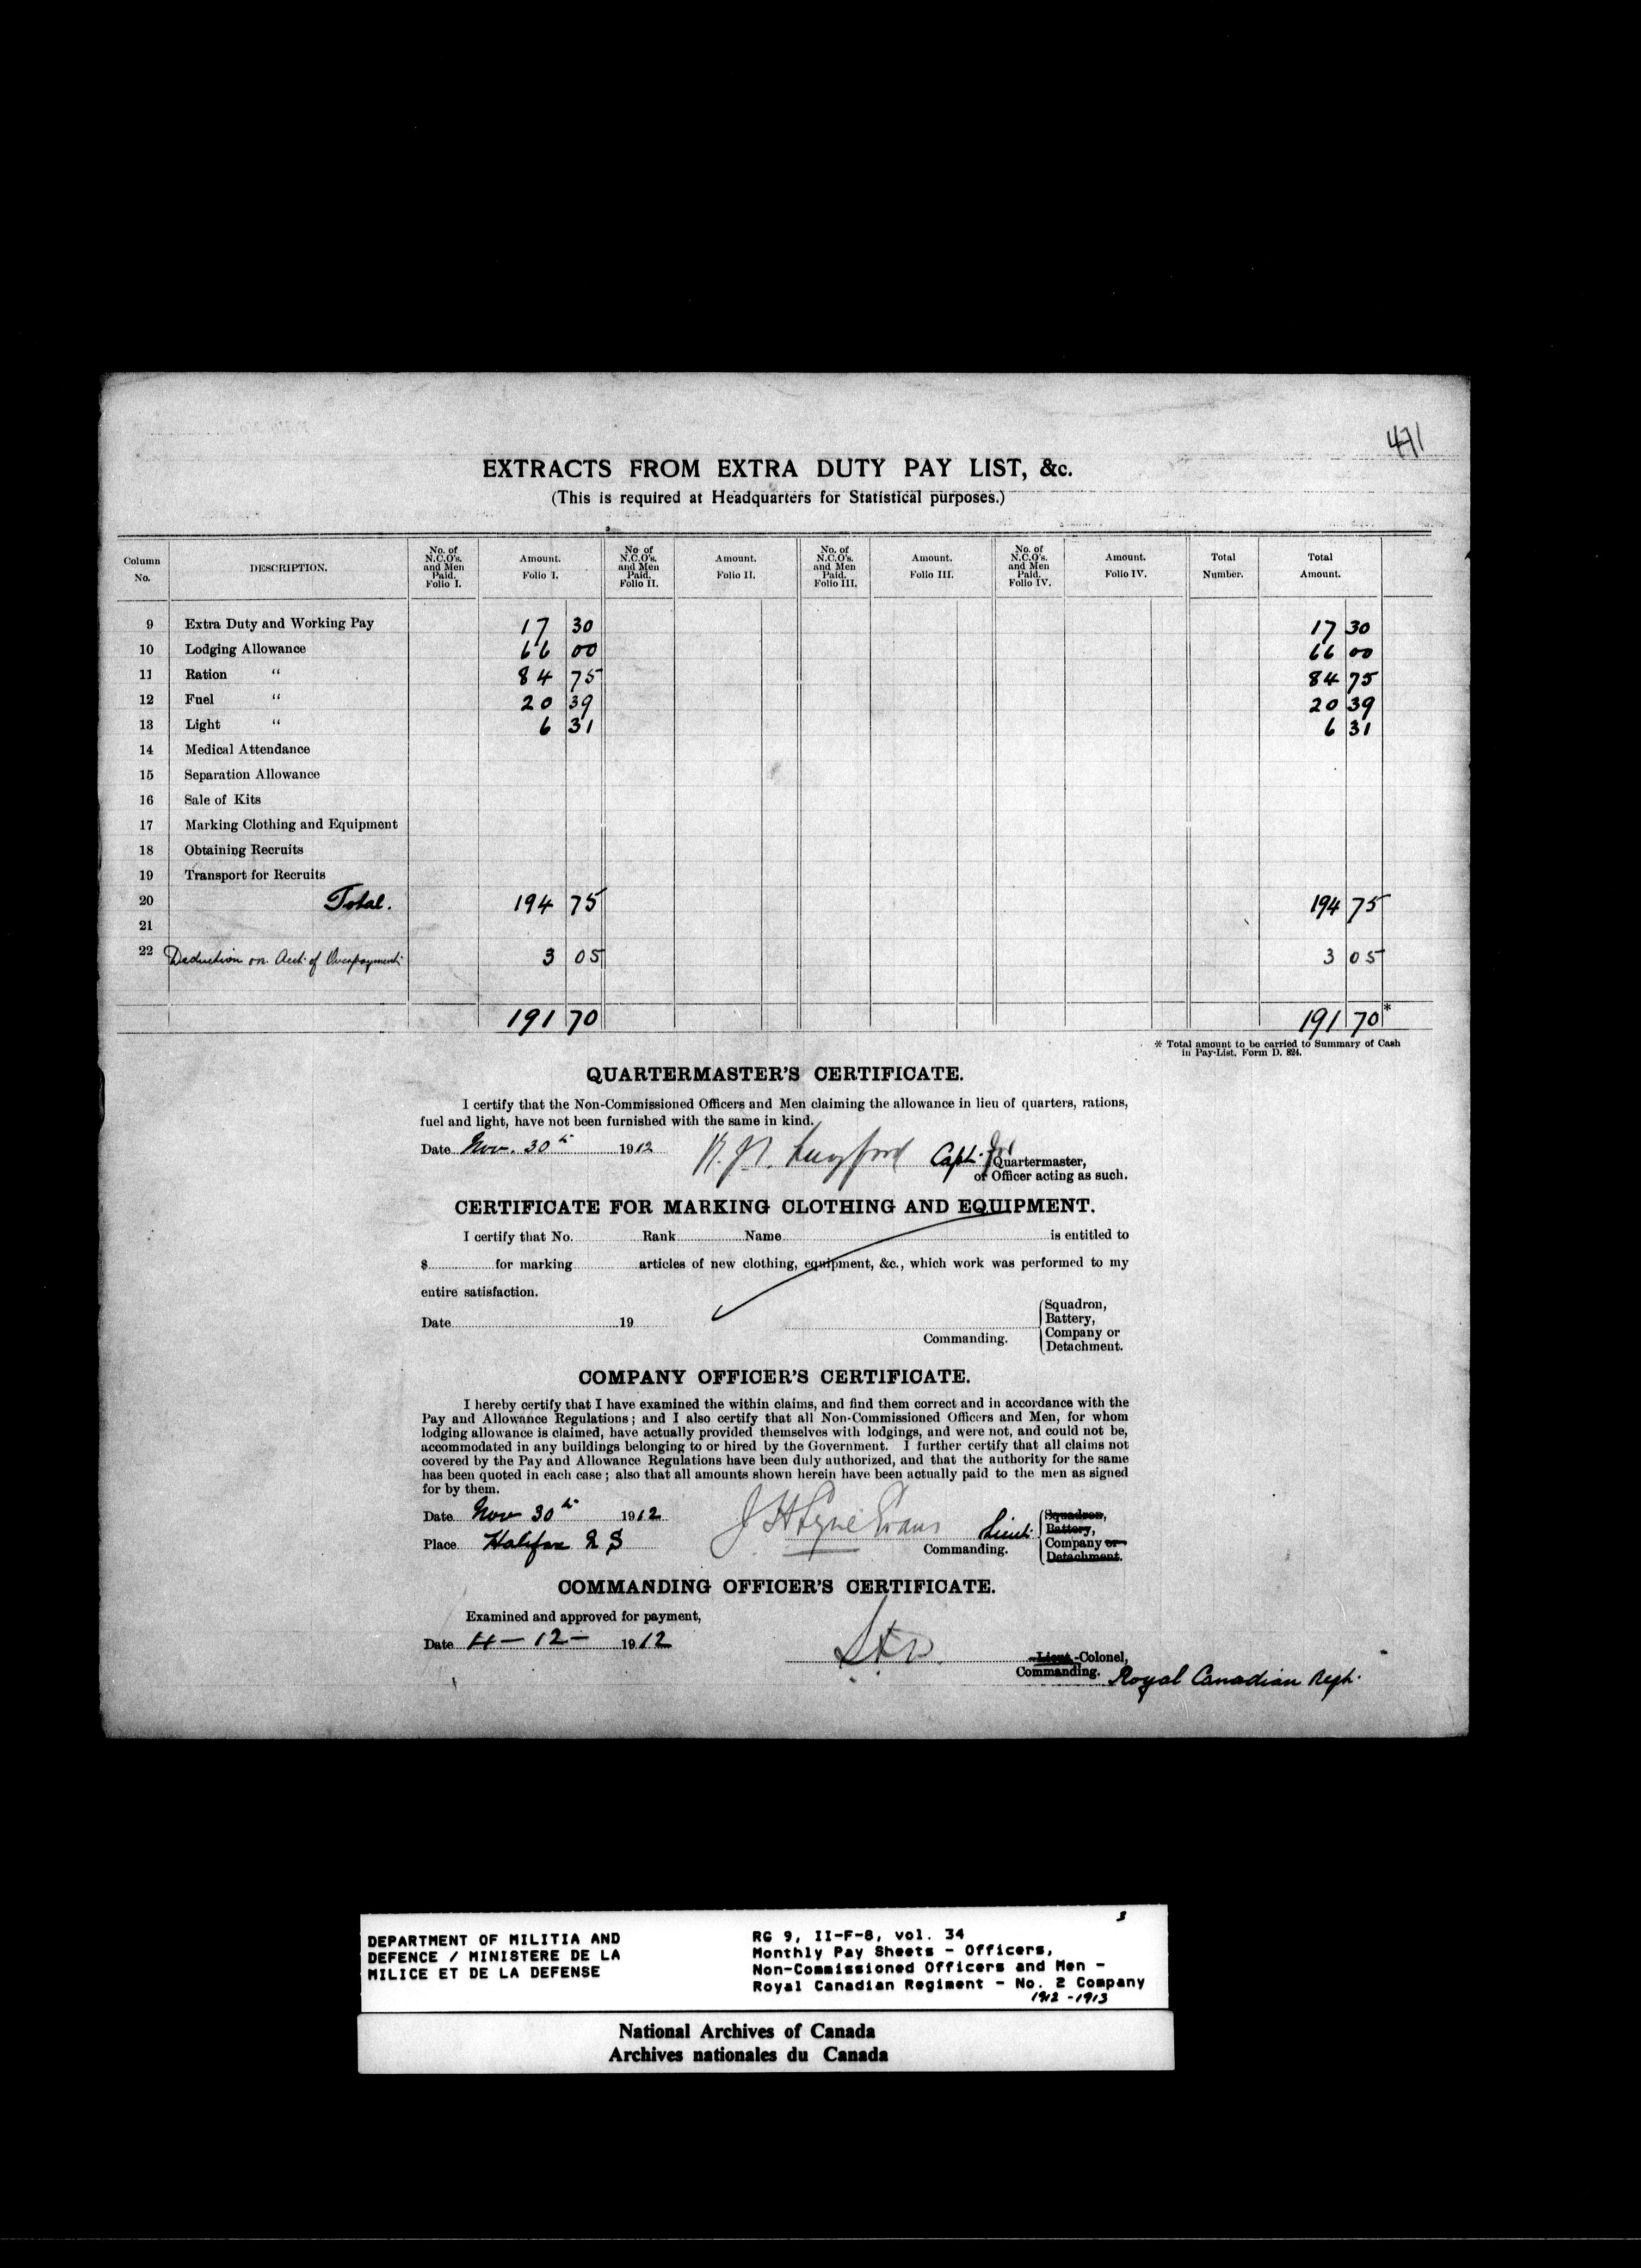 471
EXTRACTS FROM EXTRA DUTY PAY LIST, &c.
(This is required at Headquarters for Statistical purposes.)
Column No. DESCRIPTION. No. of N.C.O's. and Men Paid. Folio I. Amount. Folio I. No of N.C.O's. and Men Paid. Folio II. Amount. Folio II. No. of N.C.O's. and Men Paid. Folio III. Amount. Folio III. No. of N.C.O's. and Men Paid. Folio IV. Amount. Folio IV. Total Number. Total Amount.
9 Extra Duty and Working Pay 17 30 17 30
10 Lodging Allowance 66 00 66 00
11 Ration “ 84 75 84 75
12 Fuel “ 20 39 20 39
13 Light “ 6 31 6 31
14 Medical Attendance
15 Separation Allowance
16 Sale of Kits
17 Marking Clothing and Equipment
18 Obtaining Recruits
19 Transport for Recruits
20 Total. 194 75 194 75
21
22 Deduction on Acct. of Overpayment 3 05 3 05
191 70 191 70*
* Total amount to be carried to Summary of Cash
in Pay-List, Form D. 824.
QUARTERMASTER'S CERTIFICATE.
I certify that the Non-Commissioned Officers and Men claiming the allowance in lieu of quarters, rations,
fuel and light, have not been furnished with the same in kind.
Date Nov. 30th 1912 Capt. for Quartermaster,
or Officer acting as such.
CERTIFICATE FOR MARKING CLOTHING AND EQUIPMENT.
I certify that No. Rank Name is entitled to
$ for marking articles of new clothing, equipment, &c., which work was performed to my
entire satisfaction.
Date 19
Commanding. Squadron,
Battery,
Company or
Detachment.
COMPANY OFFICER'S CERTIFICATE.
I hereby certify that I have examined the within claims, and find them correct and in accordance with the
Pay and Allowance Regulations; and I also certify that all Non-Commissioned Officers and Men, for whom
lodging allowance is claimed, have actually provided themselves with lodgings, and were not, and could not be,
accommodated in any buildings belonging to or hired by the Government. I further certify that all claims not
covered by the Pay and Allowance Regulations have been duly authorized, and that the authority for the same
has been quoted in each case; also that all amounts shown herein have been actually paid to the men as signed
for by them.
Date Nov 30th 1912 Lieut. Squadron,
Battery,
Place Halifax N S Commanding. Company or
Detachment.
COMMANDING OFFICER'S CERTIFICATE.
Examined and approved for payment,
Date 4 - 12 - 1912
Lieut.-Colonel,
Commanding. Royal Canadian Regt.
3
DEPARTMENT OF MILITIA AND
DEFENCE / MINISTERE DE LA
MILICE ET DE LA DEFENSE
RG 9, II-F-8, vol. 34
Monthly Pay Sheets - Officers,
Non-Commissioned Officers and Men -
Royal Canadian Regiment - No. 2 Company
1912 - 1913
National Archives of Canada
Archives nationales du Canada